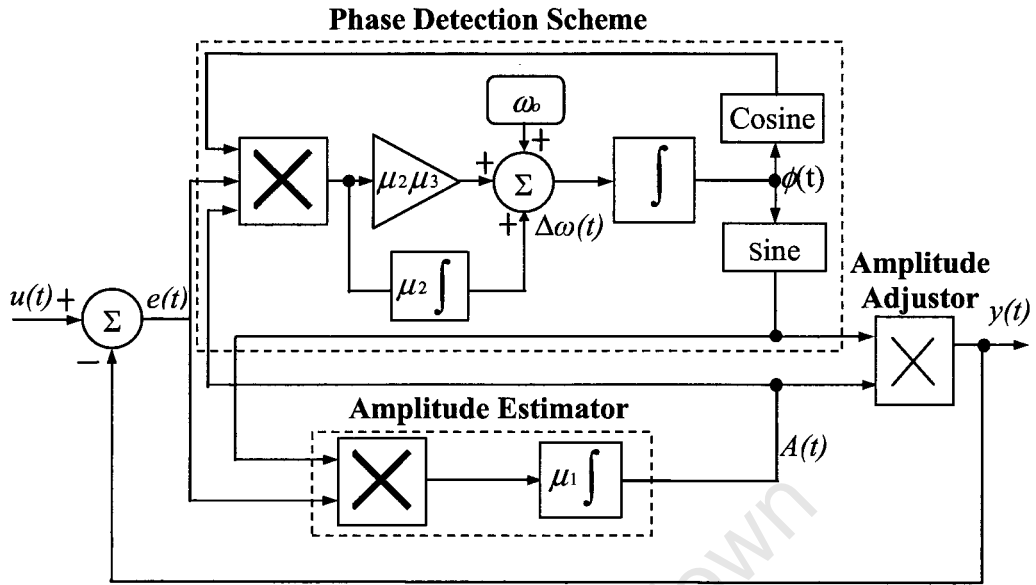 Phase Detection Scheme
ω₀
Cosine
+
μ₂μ₃
+
Σ
∫
ϕ(t)
+
Δω(t)
Sine
μ₂∫
Amplitude
Adjustor
u(t)
+
Σ
e(t)
−
y(t)
Amplitude Estimator
μ₁∫
A(t)